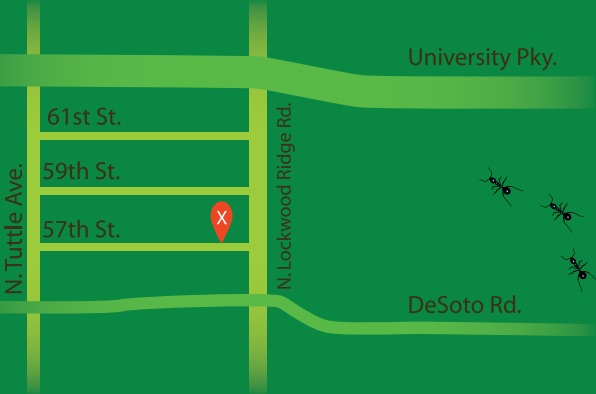 University Pky.
61st St.
59th St.
57th St.
X
N. Tuttle Ave.
N. Lockwood Ridge Rd.
DeSoto Rd.